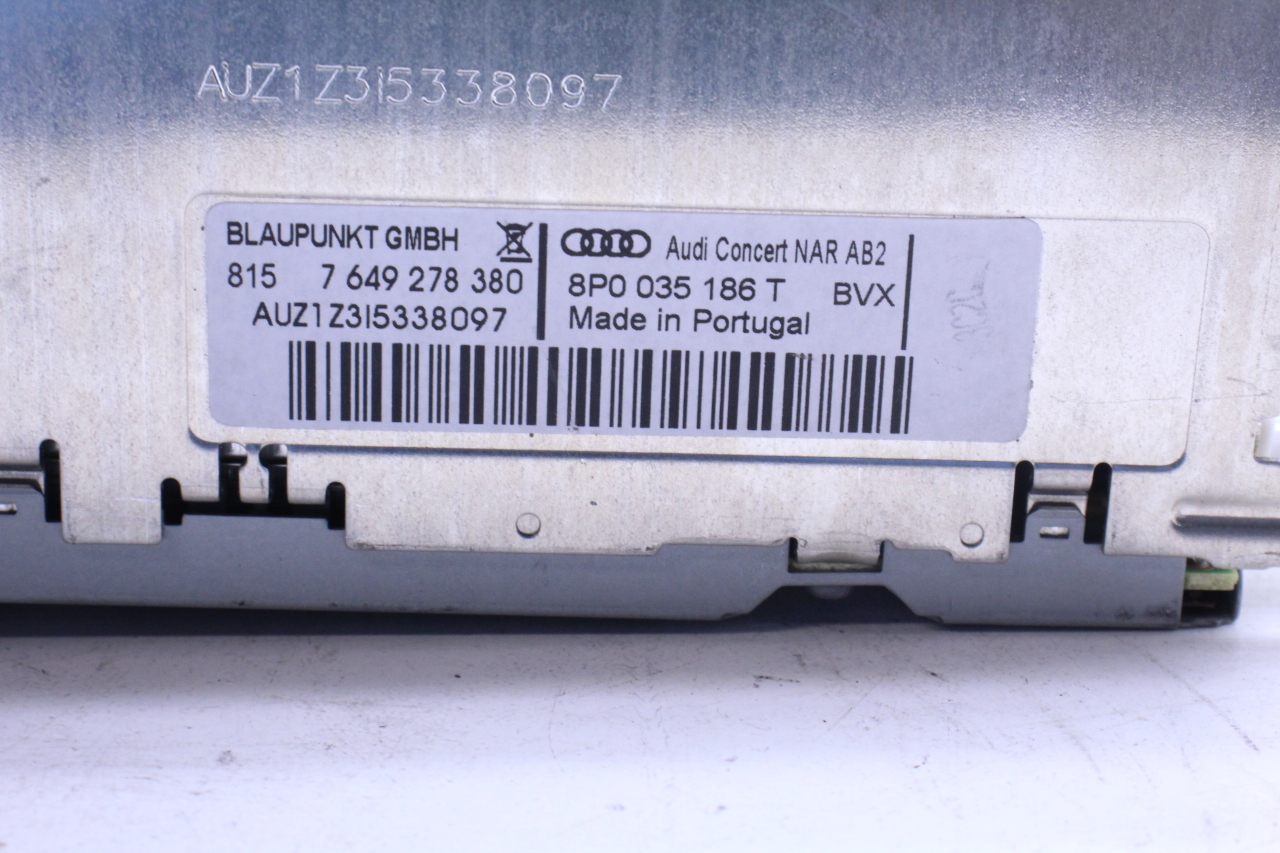 AUZ1Z3I5338097
BLAUPUNKT GMBH
815 7 649 278 380
AUZ1Z3I5338097
Audi Concert NAR AB2
8P0 035 186 T BVX
Made in Portugal